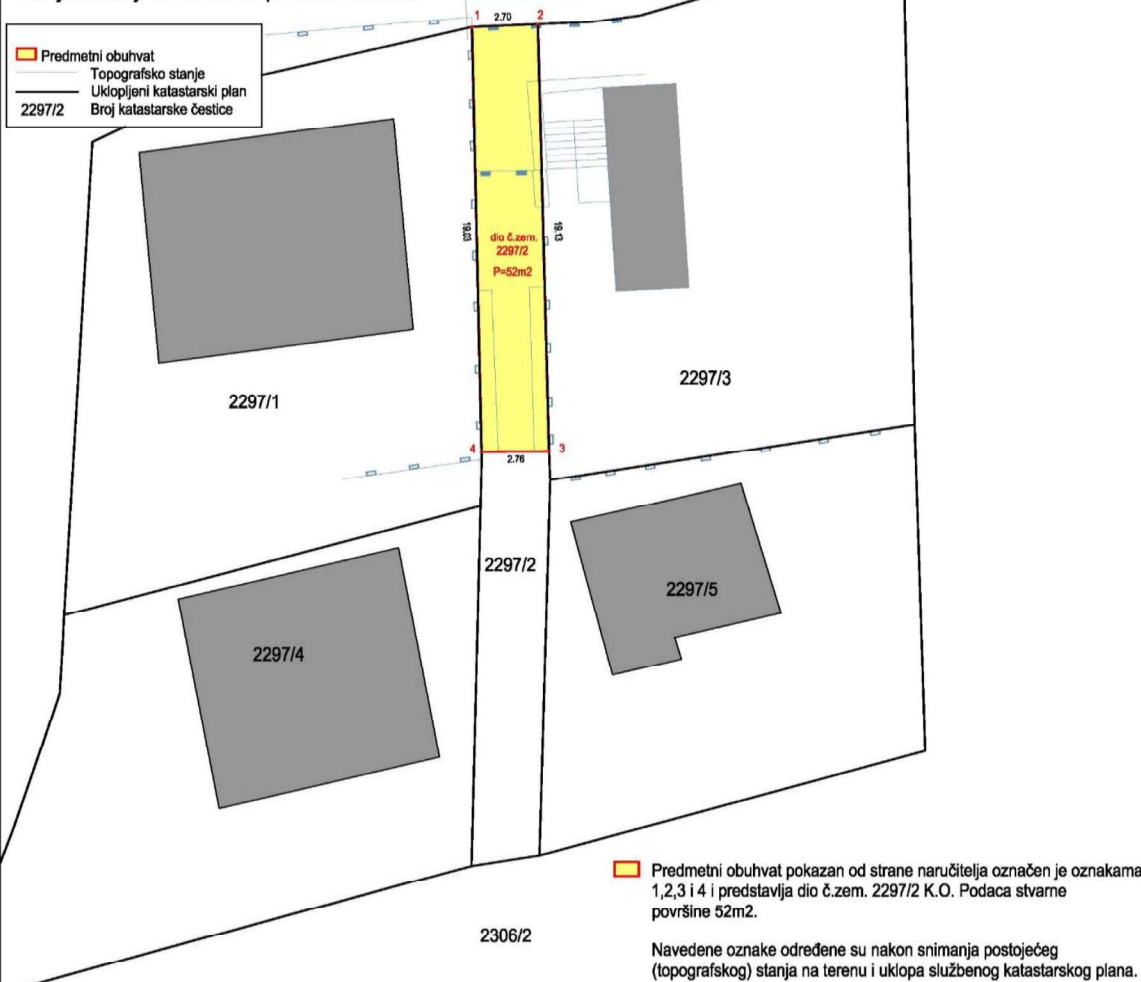 1
2.70
2
Predmetni obuhvat
Topografsko stanje
Uklopljeni katastarski plan
2297/2 Broj katastarske čestice
19.03
19.13
dio č.zem.
2297/2
P=52m2
2297/1
2297/3
4
3
2.76
2297/2
2297/5
2297/4
Predmetni obuhvat pokazan od strane naručitelja označen je oznakama
1,2,3 i 4 i predstavlja dio č.zem. 2297/2 K.O. Podaca stvarne
površine 52m2.
2306/2
Navedene oznake određene su nakon snimanja postojećeg
(topografskog) stanja na terenu i uklopa službenog katastarskog plana.